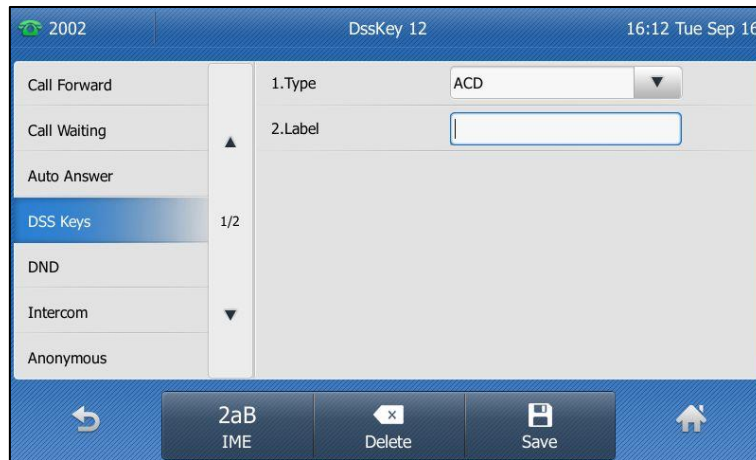 2002 DssKey 12 16:12 Tue Sep 16
Call Forward
Call Waiting
Auto Answer
DSS Keys
DND
Intercom
Anonymous
1/2
1.Type ACD
2.Label
2aB
IME
Delete
Save